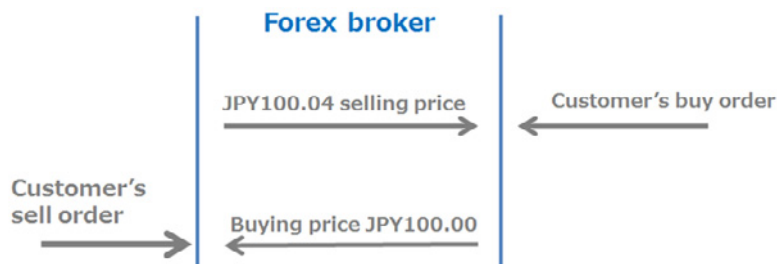 Forex broker
JPY100.04 selling price
Customer's buy order
Customer's
sell order
Buying price JPY100.00